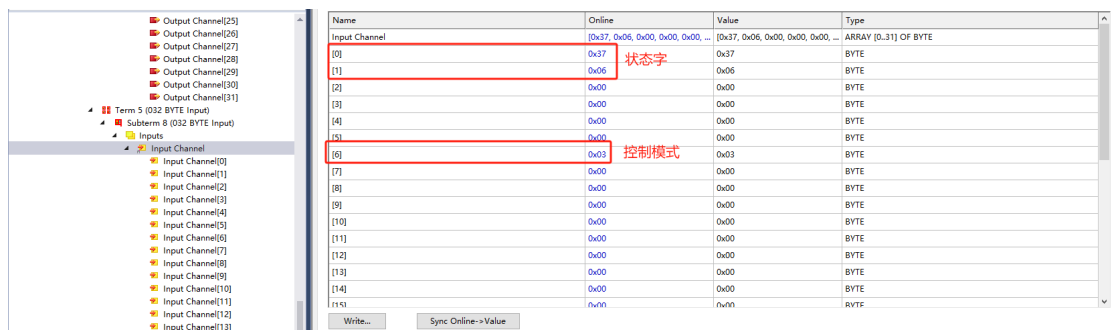 Output Channel[25]
Output Channel[26]
Output Channel[27]
Output Channel[28]
Output Channel[29]
Output Channel[30]
Output Channel[31]
Term 5 (032 BYTE Input)
Subterm 8 (032 BYTE Input)
Inputs
Input Channel
Input Channel[0]
Input Channel[1]
Input Channel[2]
Input Channel[3]
Input Channel[4]
Input Channel[5]
Input Channel[6]
Input Channel[7]
Input Channel[8]
Input Channel[9]
Input Channel[10]
Input Channel[11]
Input Channel[12]
Input Channel[13]
Name Online Value Type
Input Channel [0x37, 0x06, 0x00, 0x00, 0x00, ... [0x37, 0x06, 0x00, 0x00, 0x00, ... ARRAY [0..31] OF BYTE
[0] 0x37 0x37 BYTE
状态字
[1] 0x06 0x06 BYTE
[2] 0x00 0x00 BYTE
[3] 0x00 0x00 BYTE
[4] 0x00 0x00 BYTE
[5] 0x00 0x00 BYTE
[6] 0x03 控制模式 0x03 BYTE
[7] 0x00 0x00 BYTE
[8] 0x00 0x00 BYTE
[9] 0x00 0x00 BYTE
[10] 0x00 0x00 BYTE
[11] 0x00 0x00 BYTE
[12] 0x00 0x00 BYTE
[13] 0x00 0x00 BYTE
[14] 0x00 0x00 BYTE
[15] 0x00 0x00 BYTE
Write... Sync Online->Value